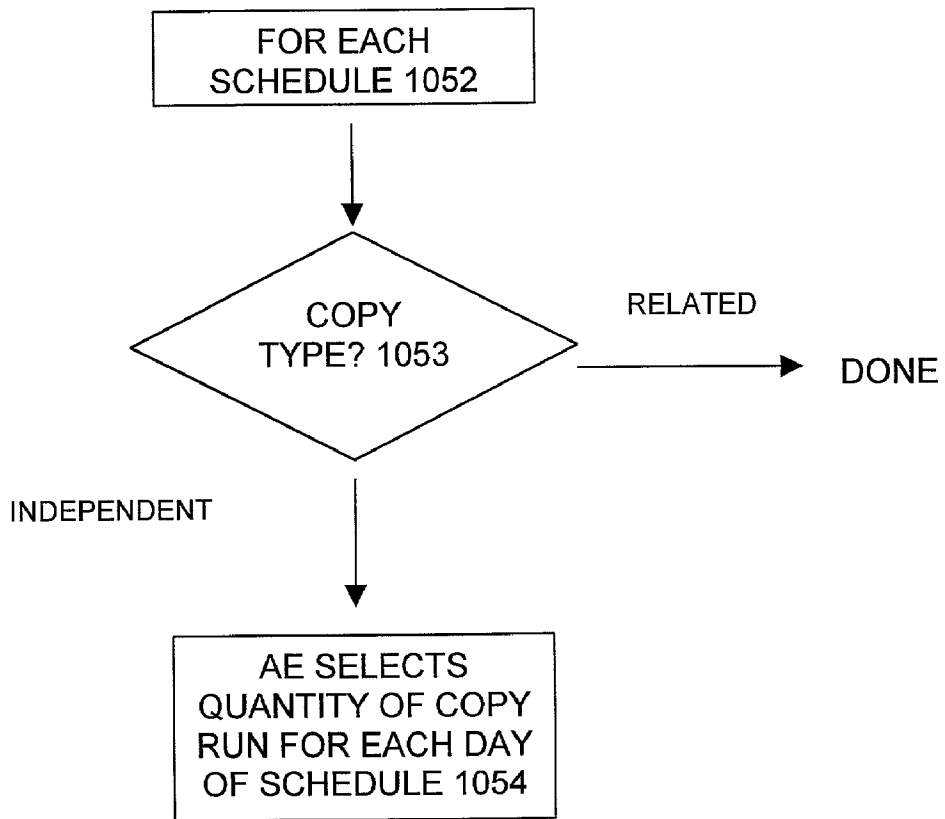 FOR EACH
SCHEDULE 1052
COPY
TYPE? 1053
RELATED
DONE
INDEPENDENT
AE SELECTS
QUANTITY OF COPY
RUN FOR EACH DAY
OF SCHEDULE 1054